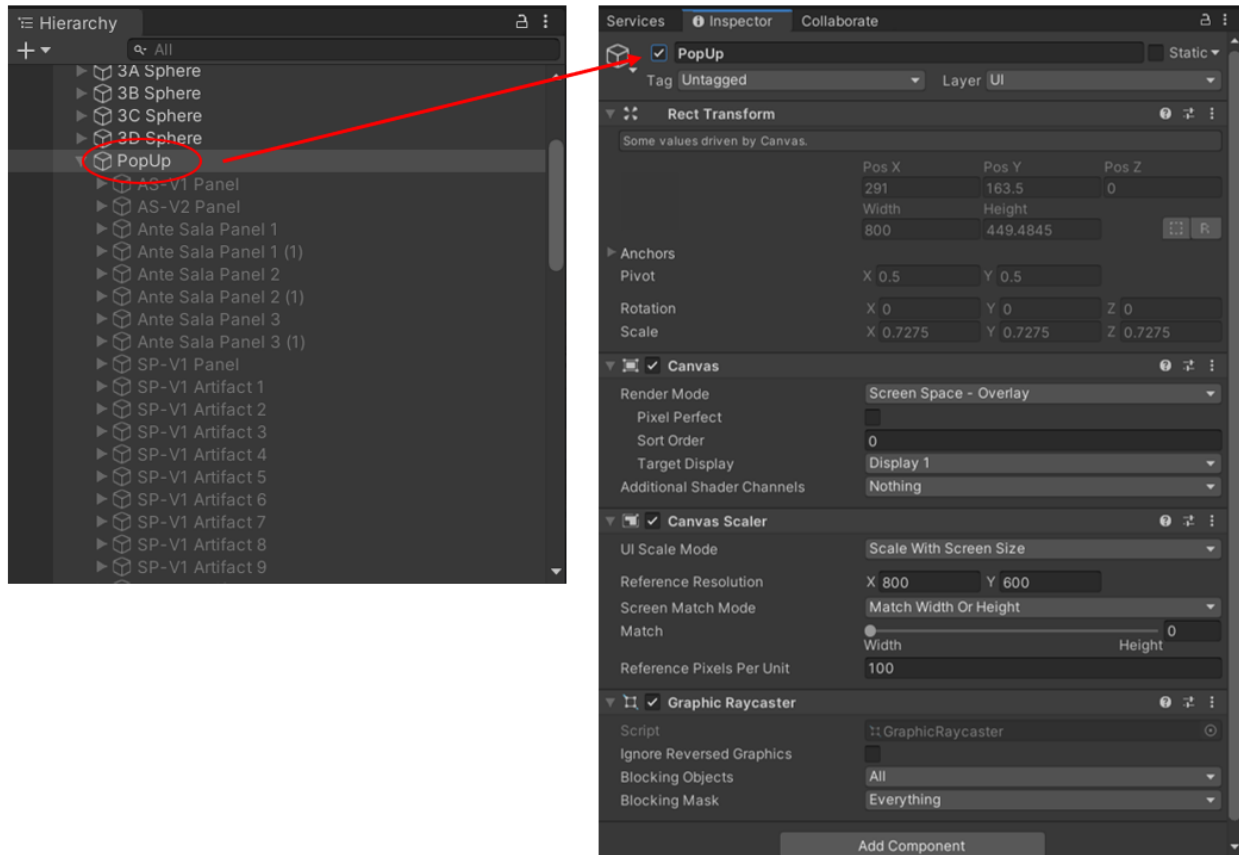 Hierarchy
All
3A Sphere
3B Sphere
3C Sphere
3D Sphere
PopUp
AS-V1 Panel
AS-V2 Panel
Ante Sala Panel 1
Ante Sala Panel 1 (1)
Ante Sala Panel 2
Ante Sala Panel 2 (1)
Ante Sala Panel 3
Ante Sala Panel 3 (1)
SP-V1 Panel
SP-V1 Artifact 1
SP-V1 Artifact 2
SP-V1 Artifact 3
SP-V1 Artifact 4
SP-V1 Artifact 5
SP-V1 Artifact 6
SP-V1 Artifact 7
SP-V1 Artifact 8
SP-V1 Artifact 9
Services Inspector Collaborate
PopUp Static
Tag Untagged Layer UI
Rect Transform
Some values driven by Canvas.
Pos X Pos Y Pos Z
291 163.5 0
Width Height
800 449.4845 R
Anchors
Pivot X 0.5 Y 0.5
Rotation X 0 Y 0 Z 0
Scale X 0.7275 Y 0.7275 Z 0.7275
Canvas
Render Mode Screen Space - Overlay
Pixel Perfect
Sort Order 0
Target Display Display 1
Additional Shader Channels Nothing
Canvas Scaler
UI Scale Mode Scale With Screen Size
Reference Resolution X 800 Y 600
Screen Match Mode Match Width Or Height
Match 0
Width Height
Reference Pixels Per Unit 100
Graphic Raycaster
Script GraphicRaycaster
Ignore Reversed Graphics
Blocking Objects All
Blocking Mask Everything
Add Component